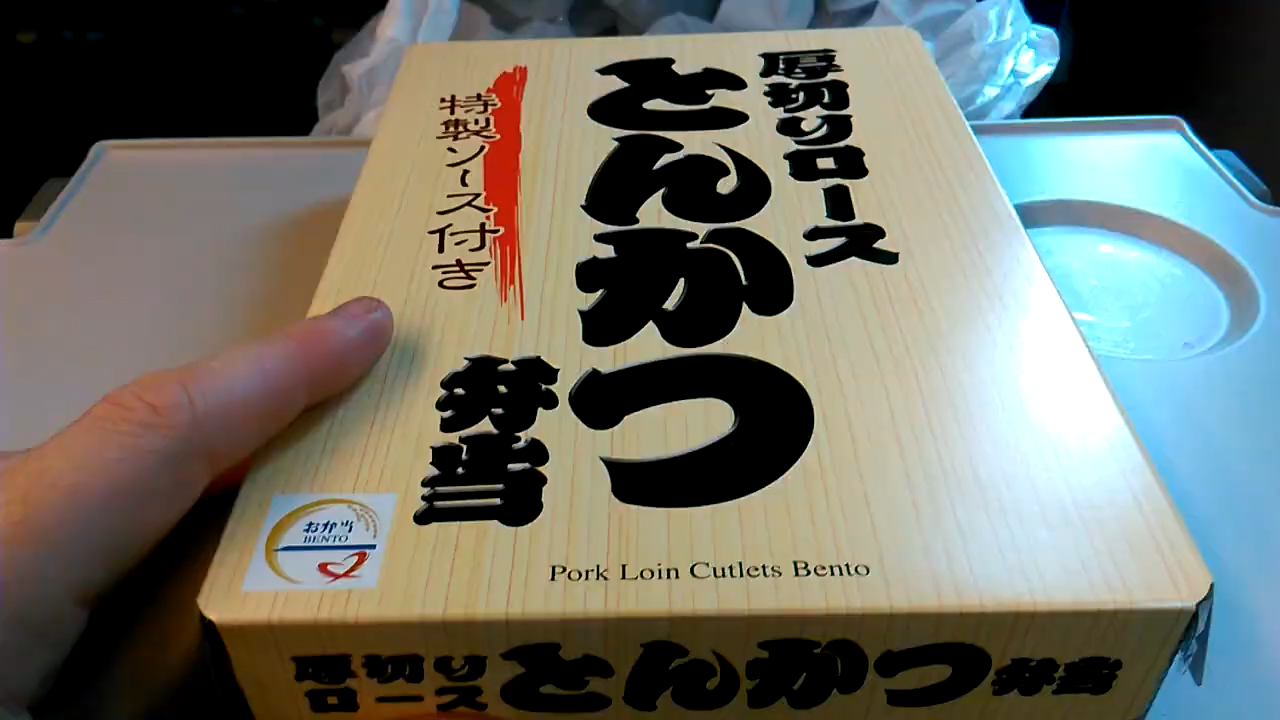 厚切りロース
とんかつ
弁当
特製ソース付き
お弁当
BENTO
Pork Loin Cutlets Bento
厚切り
ロース
とんかつ弁当